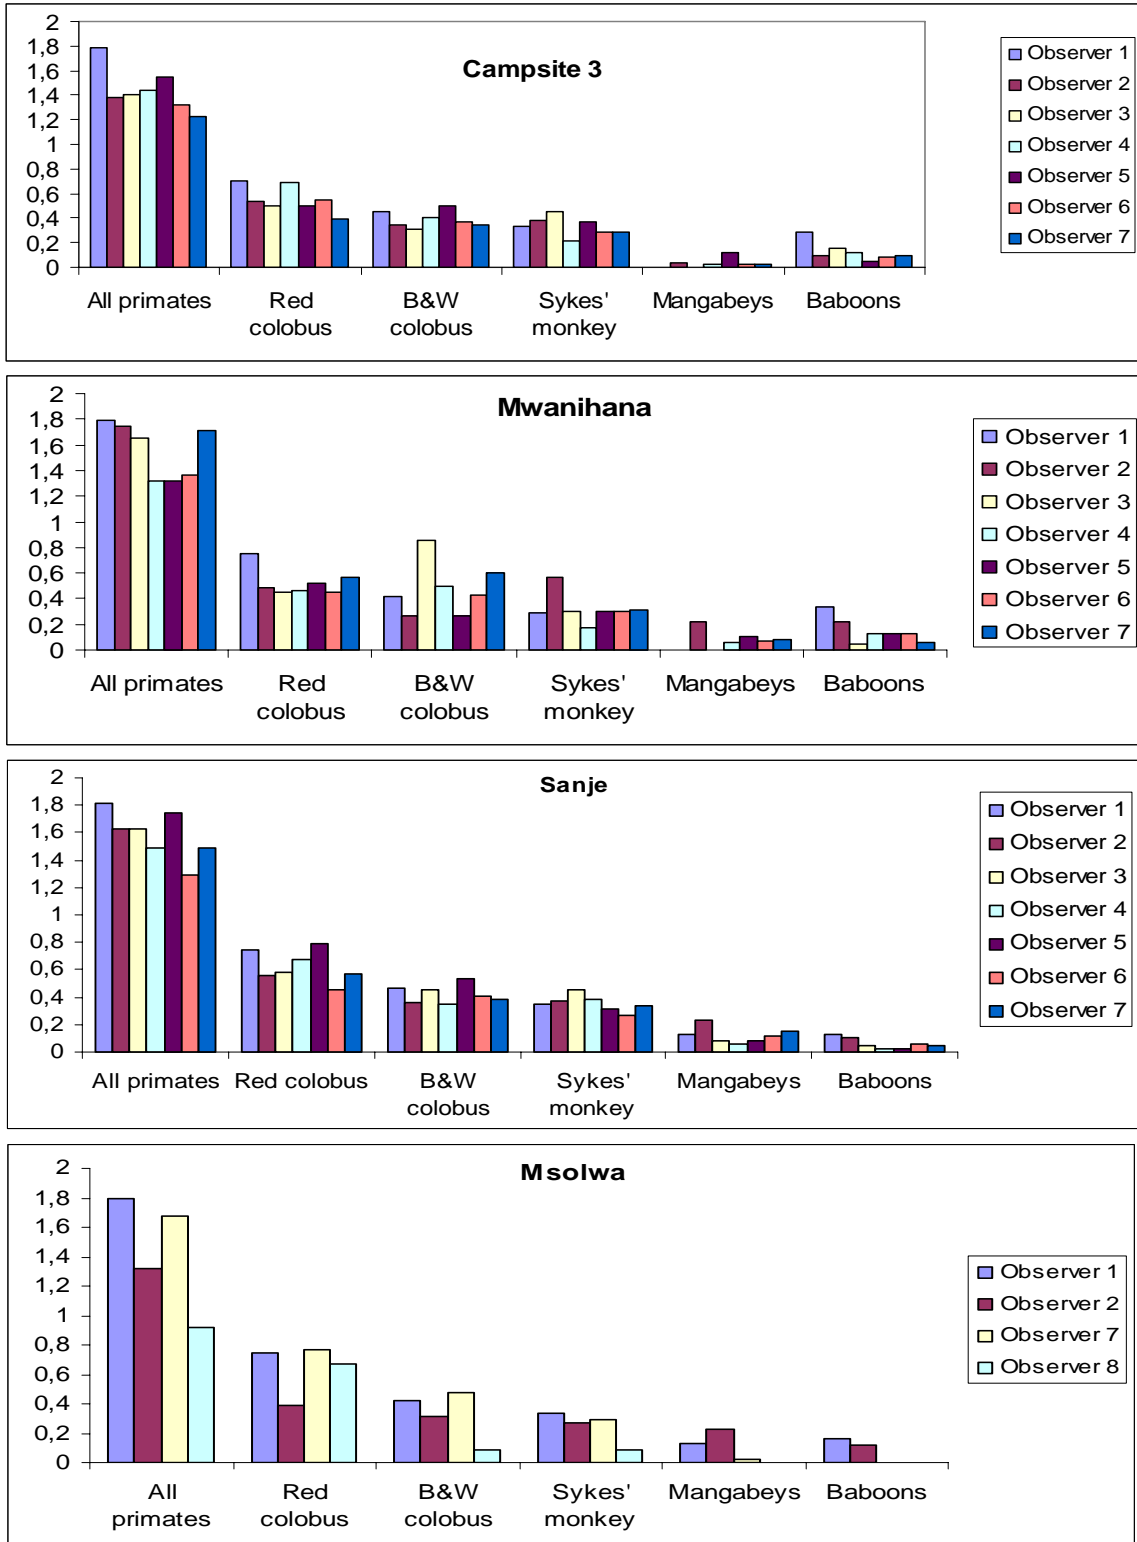 Campsite 3
2
1,8
1,6
1,4
1,2
1
0,8
0,6
0,4
0,2
0
All primates
Red
colobus
B&W
colobus
Sykes'
monkey
Mangabeys
Baboons
Observer 1
Observer 2
Observer 3
Observer 4
Observer 5
Observer 6
Observer 7
Mwanihana
2
1,8
1,6
1,4
1,2
1
0,8
0,6
0,4
0,2
0
All primates
Red
colobus
B&W
colobus
Sykes'
monkey
Mangabeys
Baboons
Observer 1
Observer 2
Observer 3
Observer 4
Observer 5
Observer 6
Observer 7
Sanje
2
1,8
1,6
1,4
1,2
1
0,8
0,6
0,4
0,2
0
All primates
Red colobus
B&W
colobus
Sykes'
monkey
Mangabeys
Baboons
Observer 1
Observer 2
Observer 3
Observer 4
Observer 5
Observer 6
Observer 7
Msolwa
2
1,8
1,6
1,4
1,2
1
0,8
0,6
0,4
0,2
0
All
primates
Red
colobus
B&W
colobus
Sykes'
monkey
Mangabeys
Baboons
Observer 1
Observer 2
Observer 7
Observer 8